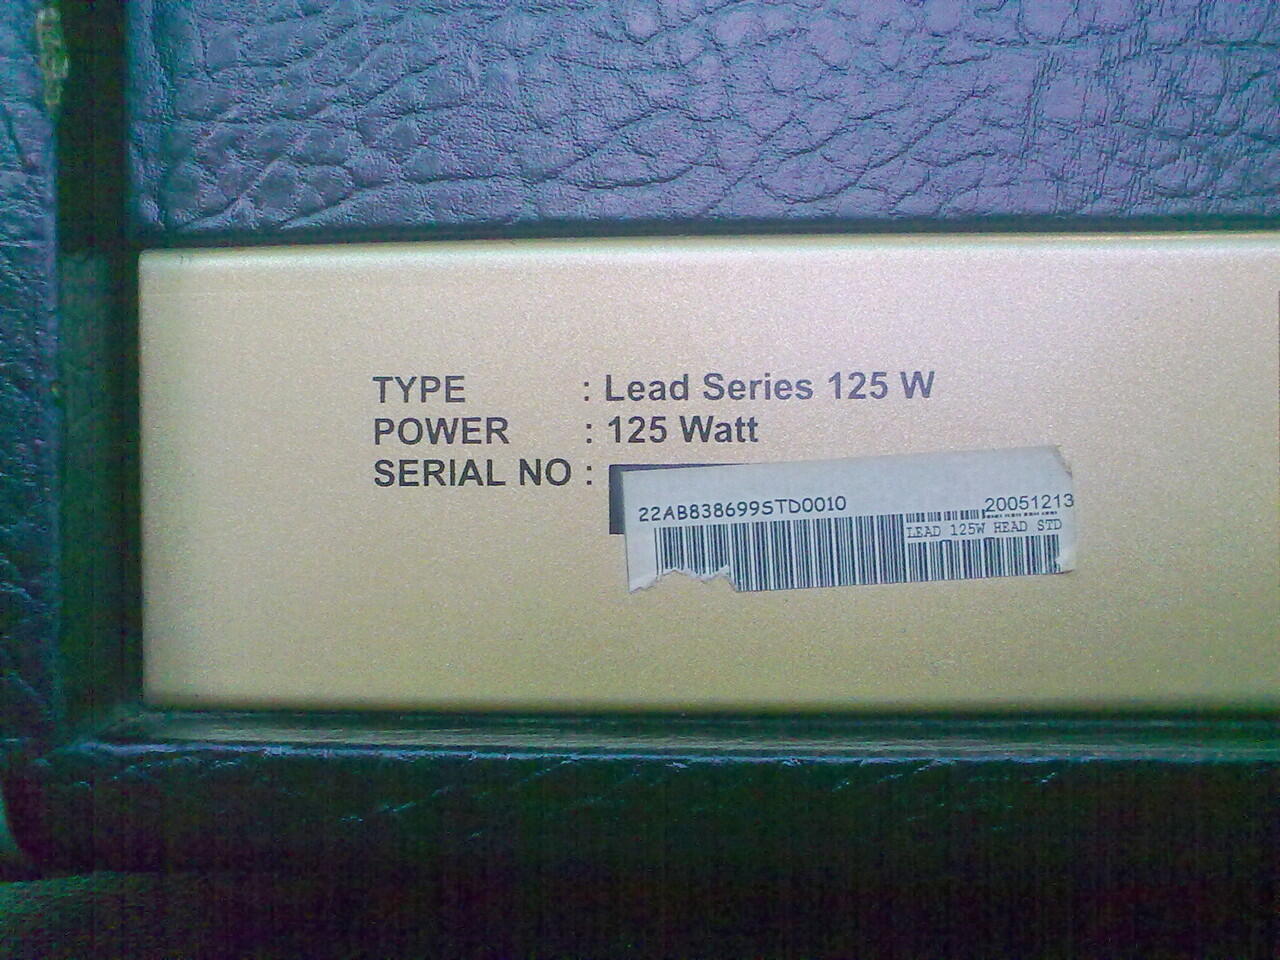 TYPE : Lead Series 125 W
POWER : 125 Watt
SERIAL NO :
22AB838699STD0010 20051213
LEAD 125W HEAD STD